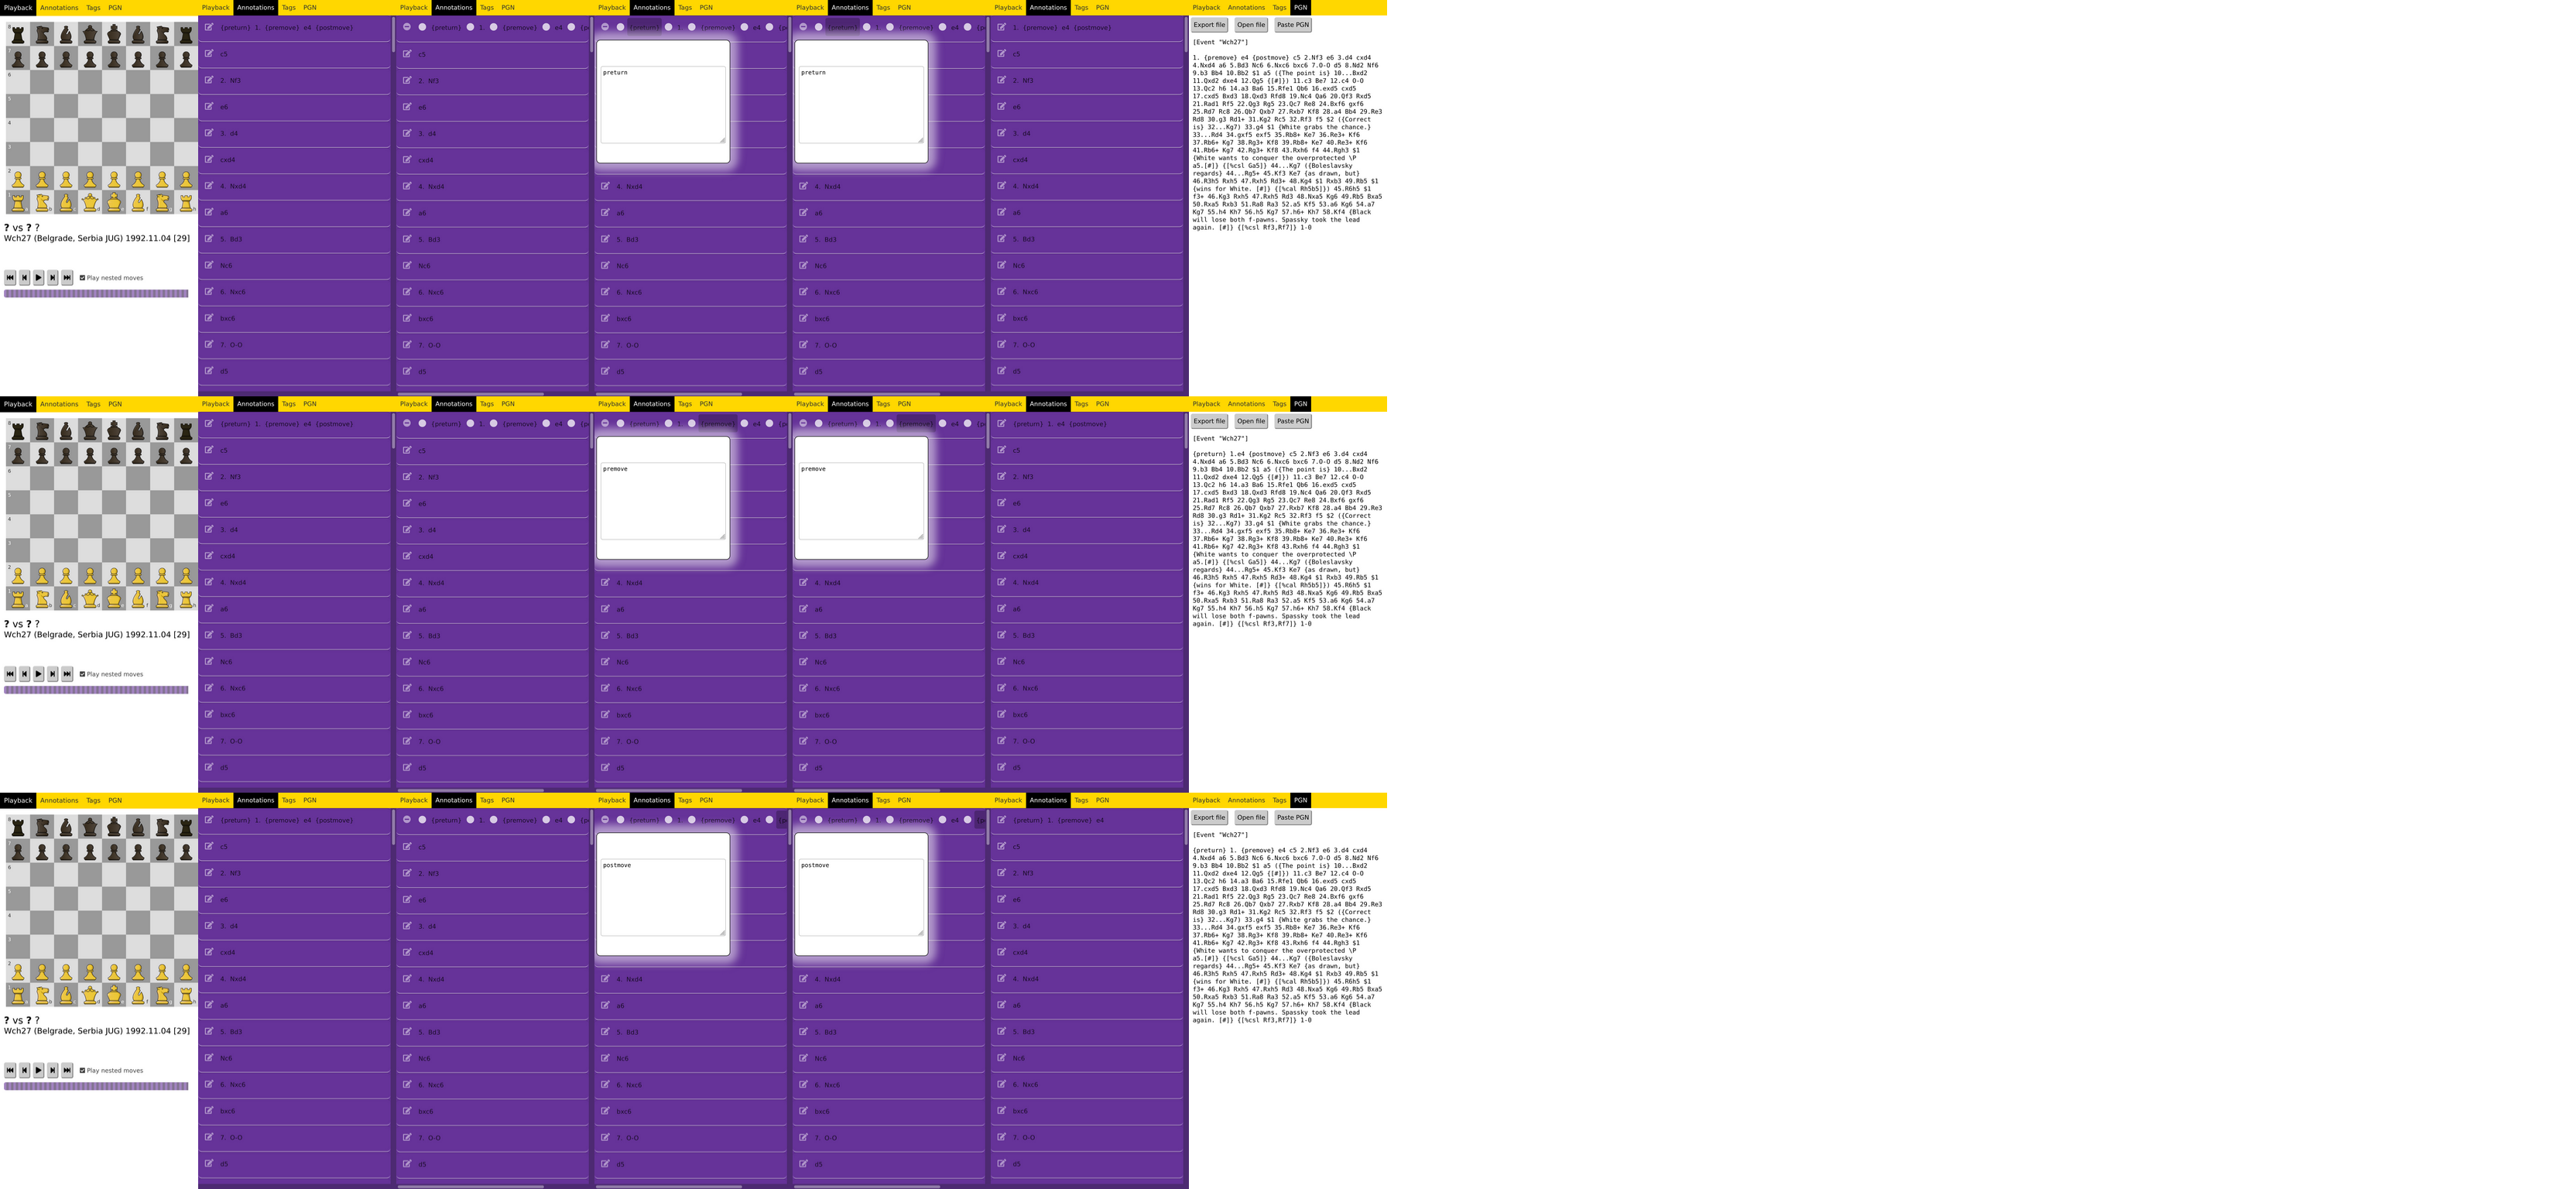 Playback Annotations Tags PGN
8
6
5
4
3
2
? vs ? ?
Wch27 (Belgrade, Serbia JUG) 1992.11.04 [29]
Play nested moves
Playback Annotations Tags PGN
{preturn} 1. {premove} e4 {postmove}
c5
2. Nf3
e6
3. d4
cxd4
4. Nxd4
a6
5. Bd3
Nc6
6. Nxc6
bxc6
7. O-O
d5
Playback Annotations Tags PGN
{preturn} 1. {premove} e4 {p
c5
2. Nf3
e6
3. d4
cxd4
4. Nxd4
a6
5. Bd3
Nc6
6. Nxc6
bxc6
7. O-O
d5
Playback Annotations Tags PGN
{preturn} 1. {premove} e4 {p
preturn
4. Nxd4
a6
5. Bd3
Nc6
6. Nxc6
bxc6
7. O-O
d5
Playback Annotations Tags PGN
{preturn} 1. {premove} e4 {p
preturn
4. Nxd4
a6
5. Bd3
Nc6
6. Nxc6
bxc6
7. O-O
d5
Playback Annotations Tags PGN
1. {premove} e4 {postmove}
c5
2. Nf3
e6
3. d4
cxd4
4. Nxd4
a6
5. Bd3
Nc6
6. Nxc6
bxc6
7. O-O
d5
Playback Annotations Tags PGN
Export file Open file Paste PGN
[Event "Wch27"]
1. {premove} e4 {postmove} c5 2.Nf3 e6 3.d4 cxd4
4.Nxd4 a6 5.Bd3 Nc6 6.Nxc6 bxc6 7.O-O d5 8.Nd2 Nf6
9.b3 Bb4 10.Bb2 $1 a5 ({The point is} 10...Bxd2
11.Qxd2 dxe4 12.Qg5 {[#]}) 11.c3 Be7 12.c4 O-O
13.Qc2 h6 14.a3 Ba6 15.Rfe1 Qb6 16.exd5 cxd5
17.cxd5 Bxd3 18.Qxd3 Rfd8 19.Nc4 Qa6 20.Qf3 Rxd5
21.Rad1 Rf5 22.Qg3 Rg5 23.Qc7 Re8 24.Bxf6 gxf6
25.Rd7 Rc8 26.Qb7 Qxb7 27.Rxb7 Kf8 28.a4 Bb4 29.Re3
Rd8 30.g3 Rd1+ 31.Kg2 Rc5 32.Rf3 f5 $2 ({Correct
is} 32...Kg7) 33.g4 $1 {White grabs the chance.}
33...Rd4 34.gxf5 exf5 35.Rb8+ Ke7 36.Re3+ Kf6
37.Rb6+ Kg7 38.Rg3+ Kf8 39.Rb8+ Ke7 40.Re3+ Kf6
41.Rb6+ Kg7 42.Rg3+ Kf8 43.Rxh6 f4 44.Rgh3 $1
{White wants to conquer the overprotected \P
a5.[#]} {[%csl Ga5]} 44...Kg7 ({Boleslavsky
regards} 44...Rg5+ 45.Kf3 Ke7 {as drawn, but}
46.R3h5 Rxh5 47.Rxh5 Rd3+ 48.Kg4 $1 Rxb3 49.Rb5 $1
{wins for White. [#]} {[%cal Rh5b5]}) 45.R6h5 $1
f3+ 46.Kg3 Rxh5 47.Rxh5 Rd3 48.Nxa5 Kg6 49.Rb5 Bxa5
50.Rxa5 Rxb3 51.Ra8 Ra3 52.a5 Kf5 53.a6 Kg6 54.a7
Kg7 55.h4 Kh7 56.h5 Kg7 57.h6+ Kh7 58.Kf4 {Black
will lose both f-pawns. Spassky took the lead
again. [#]} {[%csl Rf3,Rf7]} 1-0
Playback Annotations Tags PGN
8
6
5
4
3
2
? vs ? ?
Wch27 (Belgrade, Serbia JUG) 1992.11.04 [29]
Play nested moves
Playback Annotations Tags PGN
{preturn} 1. {premove} e4 {postmove}
c5
2. Nf3
e6
3. d4
cxd4
4. Nxd4
a6
5. Bd3
Nc6
6. Nxc6
bxc6
7. O-O
d5
Playback Annotations Tags PGN
{preturn} 1. {premove} e4 {p
c5
2. Nf3
e6
3. d4
cxd4
4. Nxd4
a6
5. Bd3
Nc6
6. Nxc6
bxc6
7. O-O
d5
Playback Annotations Tags PGN
{preturn} 1. {premove} e4 {p
premove
4. Nxd4
a6
5. Bd3
Nc6
6. Nxc6
bxc6
7. O-O
d5
Playback Annotations Tags PGN
{preturn} 1. {premove} e4 {p
premove
4. Nxd4
a6
5. Bd3
Nc6
6. Nxc6
bxc6
7. O-O
d5
Playback Annotations Tags PGN
{preturn} 1. e4 {postmove}
c5
2. Nf3
e6
3. d4
cxd4
4. Nxd4
a6
5. Bd3
Nc6
6. Nxc6
bxc6
7. O-O
d5
Playback Annotations Tags PGN
Export file Open file Paste PGN
[Event "Wch27"]
{preturn} 1.e4 {postmove} c5 2.Nf3 e6 3.d4 cxd4
4.Nxd4 a6 5.Bd3 Nc6 6.Nxc6 bxc6 7.O-O d5 8.Nd2 Nf6
9.b3 Bb4 10.Bb2 $1 a5 ({The point is} 10...Bxd2
11.Qxd2 dxe4 12.Qg5 {[#]}) 11.c3 Be7 12.c4 O-O
13.Qc2 h6 14.a3 Ba6 15.Rfe1 Qb6 16.exd5 cxd5
17.cxd5 Bxd3 18.Qxd3 Rfd8 19.Nc4 Qa6 20.Qf3 Rxd5
21.Rad1 Rf5 22.Qg3 Rg5 23.Qc7 Re8 24.Bxf6 gxf6
25.Rd7 Rc8 26.Qb7 Qxb7 27.Rxb7 Kf8 28.a4 Bb4 29.Re3
Rd8 30.g3 Rd1+ 31.Kg2 Rc5 32.Rf3 f5 $2 ({Correct
is} 32...Kg7) 33.g4 $1 {White grabs the chance.}
33...Rd4 34.gxf5 exf5 35.Rb8+ Ke7 36.Re3+ Kf6
37.Rb6+ Kg7 38.Rg3+ Kf8 39.Rb8+ Ke7 40.Re3+ Kf6
41.Rb6+ Kg7 42.Rg3+ Kf8 43.Rxh6 f4 44.Rgh3 $1
{White wants to conquer the overprotected \P
a5.[#]} {[%csl Ga5]} 44...Kg7 ({Boleslavsky
regards} 44...Rg5+ 45.Kf3 Ke7 {as drawn, but}
46.R3h5 Rxh5 47.Rxh5 Rd3+ 48.Kg4 $1 Rxb3 49.Rb5 $1
{wins for White. [#]} {[%cal Rh5b5]}) 45.R6h5 $1
f3+ 46.Kg3 Rxh5 47.Rxh5 Rd3 48.Nxa5 Kg6 49.Rb5 Bxa5
50.Rxa5 Rxb3 51.Ra8 Ra3 52.a5 Kf5 53.a6 Kg6 54.a7
Kg7 55.h4 Kh7 56.h5 Kg7 57.h6+ Kh7 58.Kf4 {Black
will lose both f-pawns. Spassky took the lead
again. [#]} {[%csl Rf3,Rf7]} 1-0
Playback Annotations Tags PGN
8
6
5
4
3
2
? vs ? ?
Wch27 (Belgrade, Serbia JUG) 1992.11.04 [29]
Play nested moves
Playback Annotations Tags PGN
{preturn} 1. {premove} e4 {postmove}
c5
2. Nf3
e6
3. d4
cxd4
4. Nxd4
a6
5. Bd3
Nc6
6. Nxc6
bxc6
7. O-O
d5
Playback Annotations Tags PGN
{preturn} 1. {premove} e4 {p
c5
2. Nf3
e6
3. d4
cxd4
4. Nxd4
a6
5. Bd3
Nc6
6. Nxc6
bxc6
7. O-O
d5
Playback Annotations Tags PGN
{preturn} 1. {premove} e4 {p
postmove
4. Nxd4
a6
5. Bd3
Nc6
6. Nxc6
bxc6
7. O-O
d5
Playback Annotations Tags PGN
{preturn} 1. {premove} e4 {p
postmove
4. Nxd4
a6
5. Bd3
Nc6
6. Nxc6
bxc6
7. O-O
d5
Playback Annotations Tags PGN
{preturn} 1. {premove} e4
c5
2. Nf3
e6
3. d4
cxd4
4. Nxd4
a6
5. Bd3
Nc6
6. Nxc6
bxc6
7. O-O
d5
Playback Annotations Tags PGN
Export file Open file Paste PGN
[Event "Wch27"]
{preturn} 1. {premove} e4 c5 2.Nf3 e6 3.d4 cxd4
4.Nxd4 a6 5.Bd3 Nc6 6.Nxc6 bxc6 7.O-O d5 8.Nd2 Nf6
9.b3 Bb4 10.Bb2 $1 a5 ({The point is} 10...Bxd2
11.Qxd2 dxe4 12.Qg5 {[#]}) 11.c3 Be7 12.c4 O-O
13.Qc2 h6 14.a3 Ba6 15.Rfe1 Qb6 16.exd5 cxd5
17.cxd5 Bxd3 18.Qxd3 Rfd8 19.Nc4 Qa6 20.Qf3 Rxd5
21.Rad1 Rf5 22.Qg3 Rg5 23.Qc7 Re8 24.Bxf6 gxf6
25.Rd7 Rc8 26.Qb7 Qxb7 27.Rxb7 Kf8 28.a4 Bb4 29.Re3
Rd8 30.g3 Rd1+ 31.Kg2 Rc5 32.Rf3 f5 $2 ({Correct
is} 32...Kg7) 33.g4 $1 {White grabs the chance.}
33...Rd4 34.gxf5 exf5 35.Rb8+ Ke7 36.Re3+ Kf6
37.Rb6+ Kg7 38.Rg3+ Kf8 39.Rb8+ Ke7 40.Re3+ Kf6
41.Rb6+ Kg7 42.Rg3+ Kf8 43.Rxh6 f4 44.Rgh3 $1
{White wants to conquer the overprotected \P
a5.[#]} {[%csl Ga5]} 44...Kg7 ({Boleslavsky
regards} 44...Rg5+ 45.Kf3 Ke7 {as drawn, but}
46.R3h5 Rxh5 47.Rxh5 Rd3+ 48.Kg4 $1 Rxb3 49.Rb5 $1
{wins for White. [#]} {[%cal Rh5b5]}) 45.R6h5 $1
f3+ 46.Kg3 Rxh5 47.Rxh5 Rd3 48.Nxa5 Kg6 49.Rb5 Bxa5
50.Rxa5 Rxb3 51.Ra8 Ra3 52.a5 Kf5 53.a6 Kg6 54.a7
Kg7 55.h4 Kh7 56.h5 Kg7 57.h6+ Kh7 58.Kf4 {Black
will lose both f-pawns. Spassky took the lead
again. [#]} {[%csl Rf3,Rf7]} 1-0